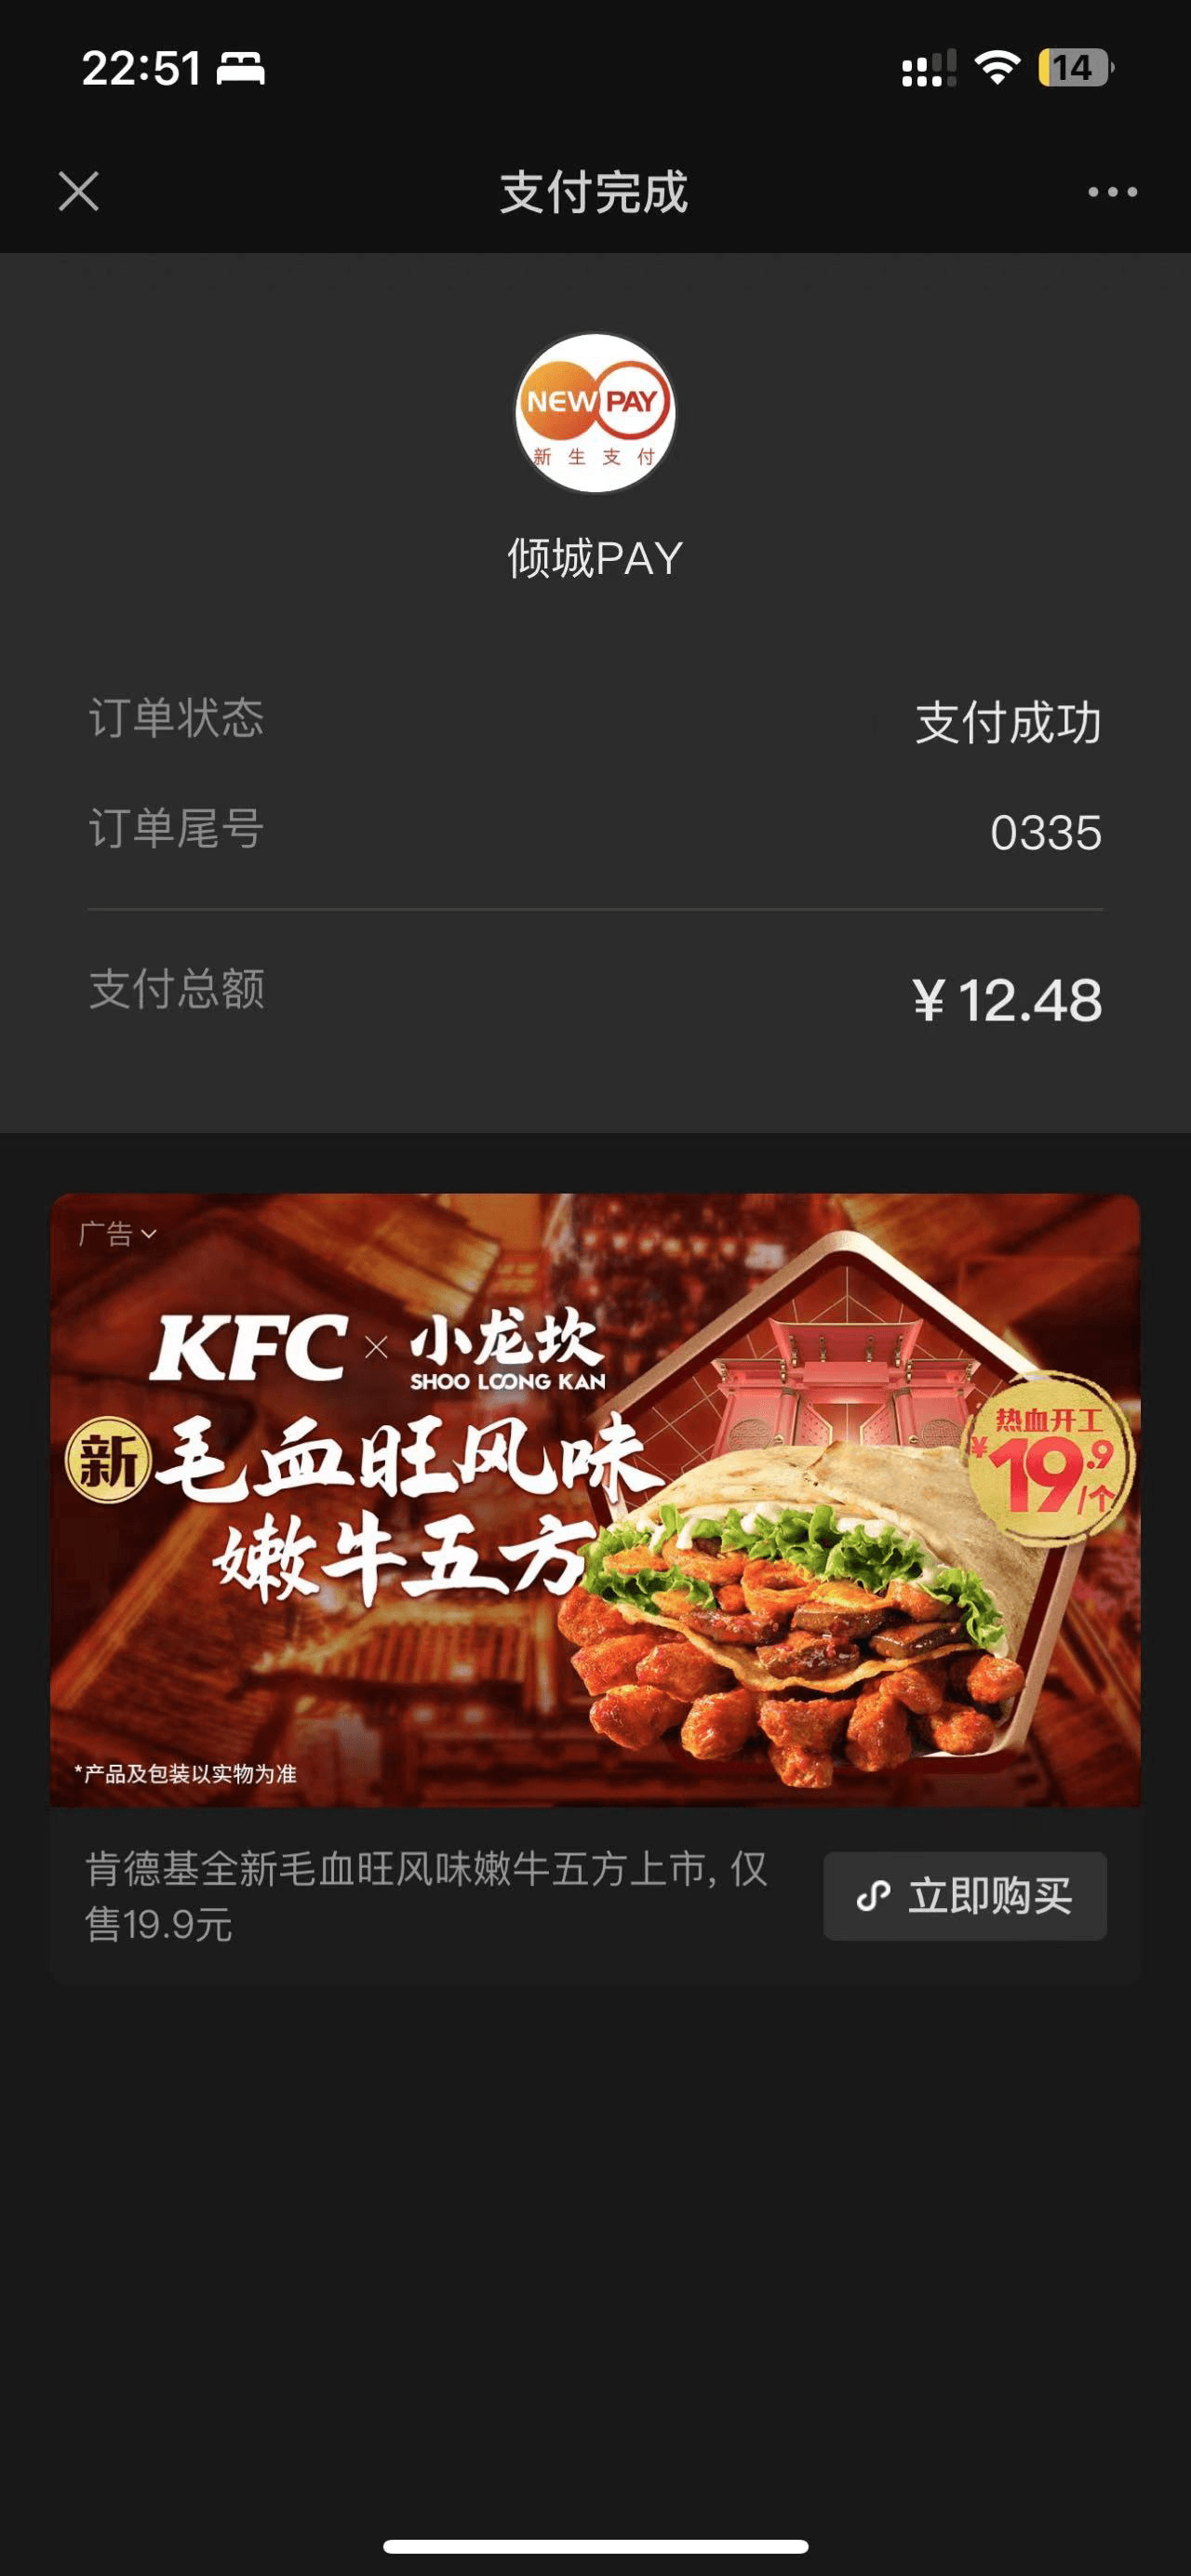 22:51
14
支付完成
NEW PAY
新生支付
倾城PAY
订单状态 支付成功
订单尾号 0335
支付总额 ¥12.48
广告
KFC × 小龙坎
SHOO LOONG KAN
新 毛血旺风味
嫩牛五方
热血开工
¥19.9/个
*产品及包装以实物为准
肯德基全新毛血旺风味嫩牛五方上市, 仅
售19.9元
立即购买